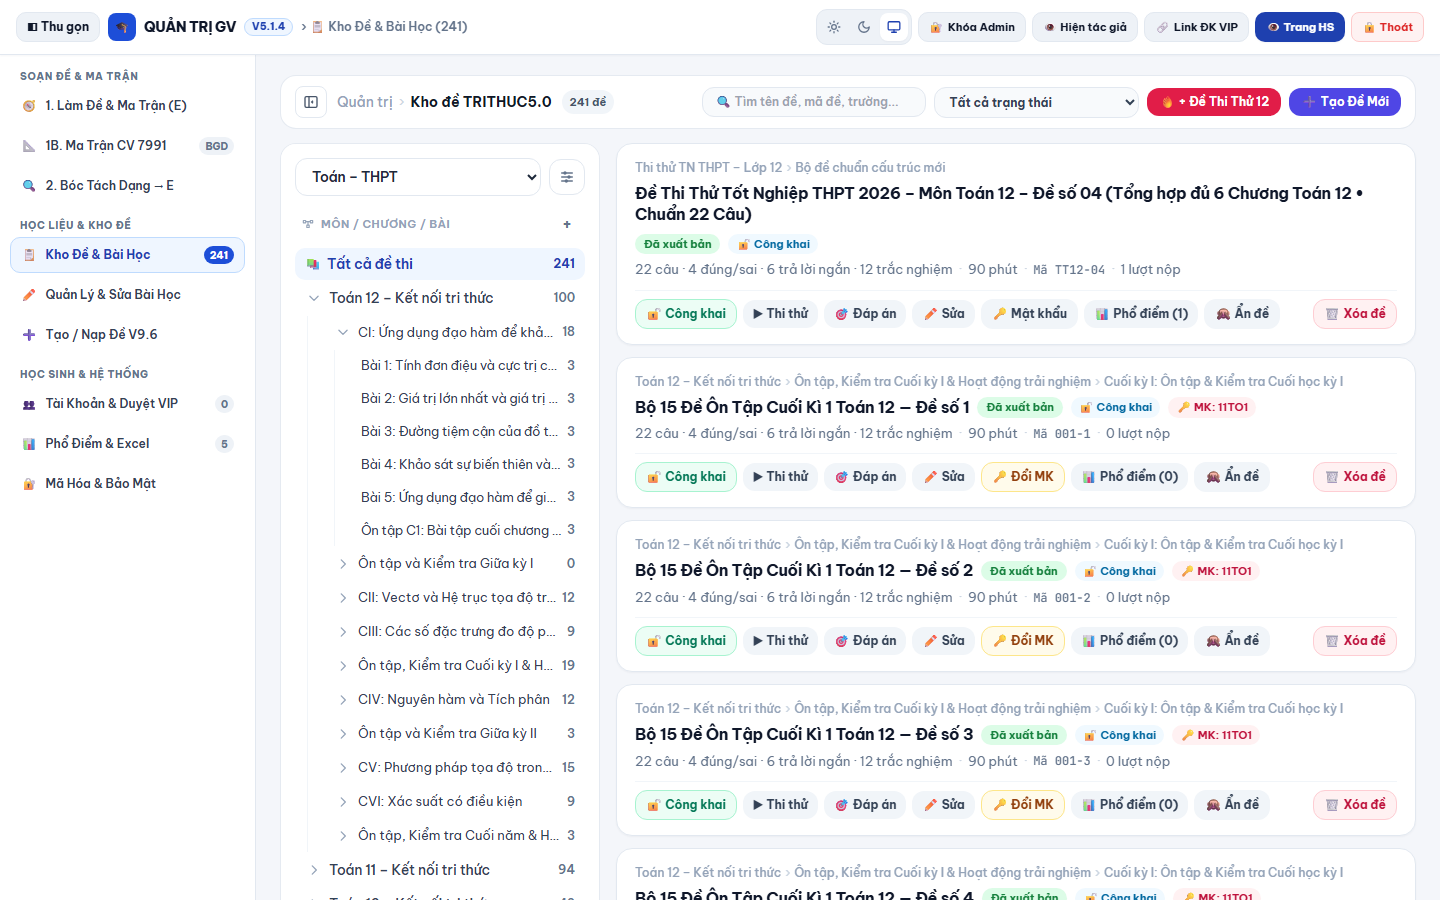 Thu gọn
QUẢN TRỊ GV V5.1.4 › Kho Đề & Bài Học (241)
Khóa Admin
Hiện tác giả
Link ĐK VIP
Trang HS
Thoát
SOẠN ĐỀ & MA TRẬN
1. Làm Đề & Ma Trận (E)
1B. Ma Trận CV 7991 BGD
2. Bóc Tách Dạng → E
HỌC LIỆU & KHO ĐỀ
Kho Đề & Bài Học 241
Quản Lý & Sửa Bài Học
Tạo / Nạp Đề V9.6
HỌC SINH & HỆ THỐNG
Tài Khoản & Duyệt VIP 0
Phổ Điểm & Excel 5
Mã Hóa & Bảo Mật
Quản trị › Kho đề TRITHUC5.0 241 đề
Tìm tên đề, mã đề, trường...
Tất cả trạng thái
+ Đề Thi Thử 12
Tạo Đề Mới
Toán – THPT
MÔN / CHƯƠNG / BÀI +
Tất cả đề thi 241
Toán 12 – Kết nối tri thức 100
CI: Ứng dụng đạo hàm để khả... 18
Bài 1: Tính đơn điệu và cực trị c... 3
Bài 2: Giá trị lớn nhất và giá trị ... 3
Bài 3: Đường tiệm cận của đồ t... 3
Bài 4: Khảo sát sự biến thiên và... 3
Bài 5: Ứng dụng đạo hàm để gi... 3
Ôn tập C1: Bài tập cuối chương ... 3
Ôn tập và Kiểm tra Giữa kỳ I 0
CII: Vectơ và Hệ trục tọa độ tr... 12
CIII: Các số đặc trưng đo độ p... 9
Ôn tập, Kiểm tra Cuối kỳ I & H... 19
CIV: Nguyên hàm và Tích phân 12
Ôn tập và Kiểm tra Giữa kỳ II 3
CV: Phương pháp tọa độ tron... 15
CVI: Xác suất có điều kiện 9
Ôn tập, Kiểm tra Cuối năm & H... 3
Toán 11 – Kết nối tri thức 94
Thi thử TN THPT – Lớp 12 › Bộ đề chuẩn cấu trúc mới
Đề Thi Thử Tốt Nghiệp THPT 2026 – Môn Toán 12 – Đề số 04 (Tổng hợp đủ 6 Chương Toán 12 •
Chuẩn 22 Câu)
Đã xuất bản Công khai
22 câu · 4 đúng/sai · 6 trả lời ngắn · 12 trắc nghiệm · 90 phút · Mã TT12-04 · 1 lượt nộp
Công khai ▶ Thi thử Đáp án Sửa Mật khẩu Phổ điểm (1) Ẩn đề Xóa đề
Toán 12 – Kết nối tri thức › Ôn tập, Kiểm tra Cuối kỳ I & Hoạt động trải nghiệm › Cuối kỳ I: Ôn tập & Kiểm tra Cuối học kỳ I
Bộ 15 Đề Ôn Tập Cuối Kì 1 Toán 12 — Đề số 1 Đã xuất bản Công khai MK: 11TO1
22 câu · 4 đúng/sai · 6 trả lời ngắn · 12 trắc nghiệm · 90 phút · Mã 001-1 · 0 lượt nộp
Công khai ▶ Thi thử Đáp án Sửa Đổi MK Phổ điểm (0) Ẩn đề Xóa đề
Toán 12 – Kết nối tri thức › Ôn tập, Kiểm tra Cuối kỳ I & Hoạt động trải nghiệm › Cuối kỳ I: Ôn tập & Kiểm tra Cuối học kỳ I
Bộ 15 Đề Ôn Tập Cuối Kì 1 Toán 12 — Đề số 2 Đã xuất bản Công khai MK: 11TO1
22 câu · 4 đúng/sai · 6 trả lời ngắn · 12 trắc nghiệm · 90 phút · Mã 001-2 · 0 lượt nộp
Công khai ▶ Thi thử Đáp án Sửa Đổi MK Phổ điểm (0) Ẩn đề Xóa đề
Toán 12 – Kết nối tri thức › Ôn tập, Kiểm tra Cuối kỳ I & Hoạt động trải nghiệm › Cuối kỳ I: Ôn tập & Kiểm tra Cuối học kỳ I
Bộ 15 Đề Ôn Tập Cuối Kì 1 Toán 12 — Đề số 3 Đã xuất bản Công khai MK: 11TO1
22 câu · 4 đúng/sai · 6 trả lời ngắn · 12 trắc nghiệm · 90 phút · Mã 001-3 · 0 lượt nộp
Công khai ▶ Thi thử Đáp án Sửa Đổi MK Phổ điểm (0) Ẩn đề Xóa đề
Toán 12 – Kết nối tri thức › Ôn tập, Kiểm tra Cuối kỳ I & Hoạt động trải nghiệm › Cuối kỳ I: Ôn tập & Kiểm tra Cuối học kỳ I
Bộ 15 Đề Ôn Tập Cuối Kì 1 Toán 12 — Đề số 4 Đã xuất bản Công khai MK: 11TO1